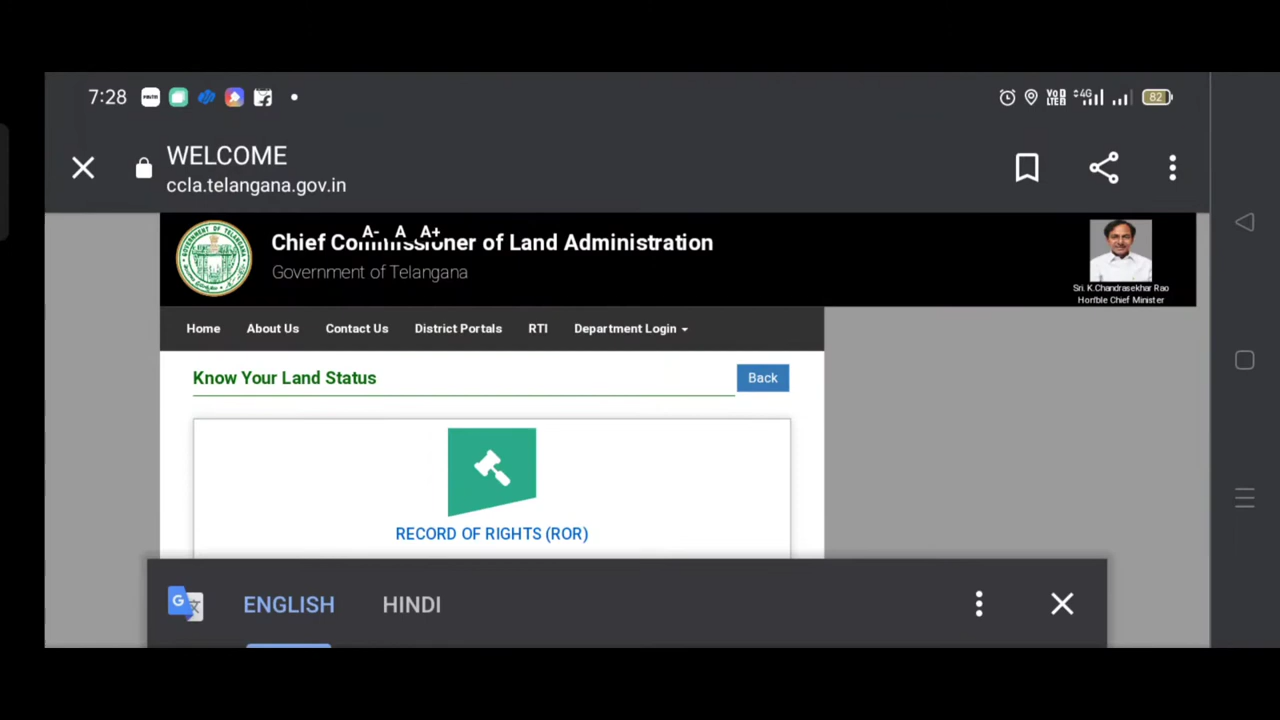 7:28
82
WELCOME
ccla.telangana.gov.in
A- A A+
Chief Commissioner of Land Administration
Government of Telangana
Sri. K.Chandrasekhar Rao
Hon'ble Chief Minister
Home About Us Contact Us District Portals RTI Department Login
Know Your Land Status
Back
RECORD OF RIGHTS (ROR)
ENGLISH HINDI